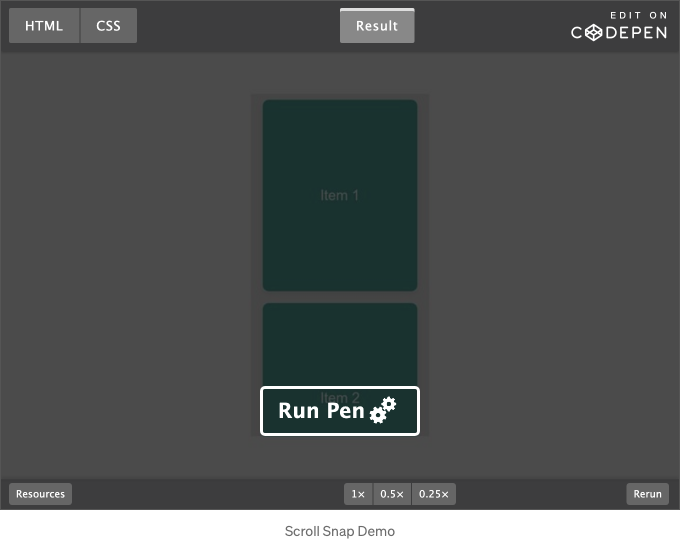 HTML
CSS
Result
EDIT ON
CODEPEN
Item 1
Item 2
Run Pen
Resources
1×
0.5×
0.25×
Rerun
Scroll Snap Demo